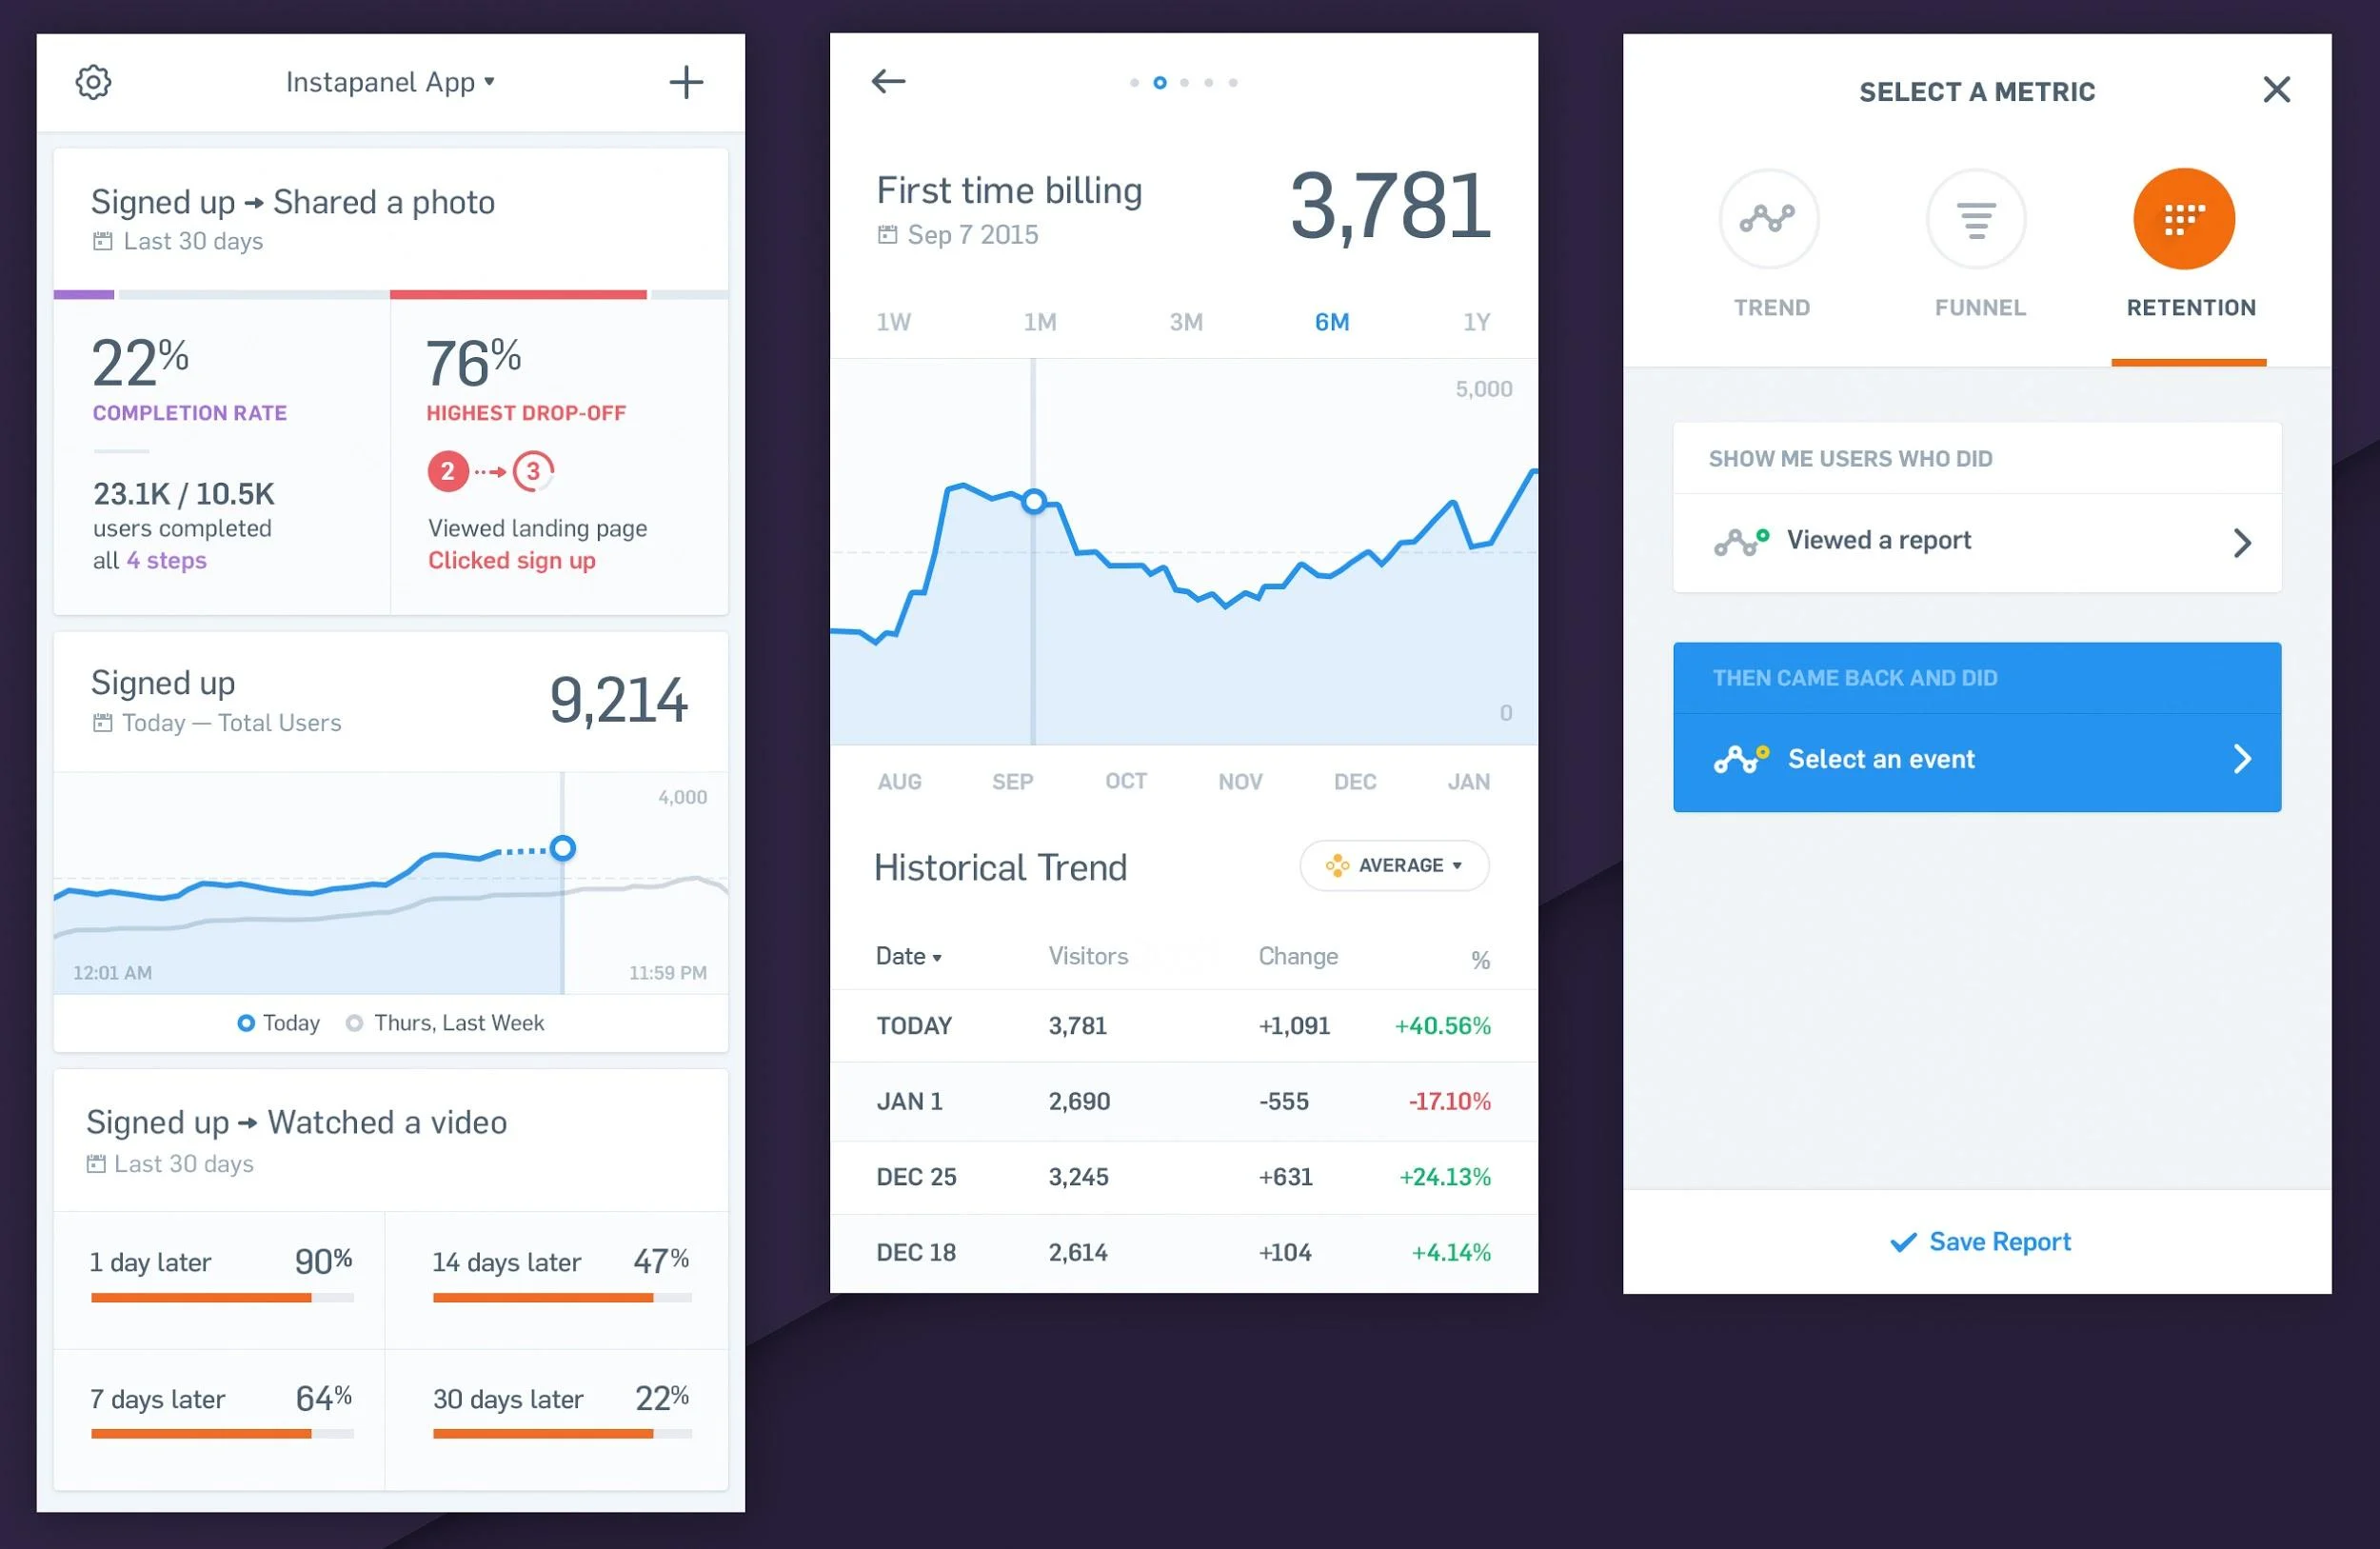 Instapanel App ▾
Signed up → Shared a photo
Last 30 days
22%
COMPLETION RATE
23.1K / 10.5K
users completed
all 4 steps
76%
HIGHEST DROP-OFF
2 → 3
Viewed landing page
Clicked sign up
Signed up
Today — Total Users
9,214
4,000
12:01 AM
11:59 PM
Today
Thurs, Last Week
Signed up → Watched a video
Last 30 days
1 day later 90%
14 days later 47%
7 days later 64%
30 days later 22%
First time billing
Sep 7 2015
3,781
1W 1M 3M 6M 1Y
5,000
0
AUG SEP OCT NOV DEC JAN
Historical Trend
AVERAGE ▾
Date ▾ Visitors Change %
TODAY 3,781 +1,091 +40.56%
JAN 1 2,690 -555 -17.10%
DEC 25 3,245 +631 +24.13%
DEC 18 2,614 +104 +4.14%
SELECT A METRIC
TREND FUNNEL RETENTION
SHOW ME USERS WHO DID
Viewed a report
THEN CAME BACK AND DID
Select an event
Save Report